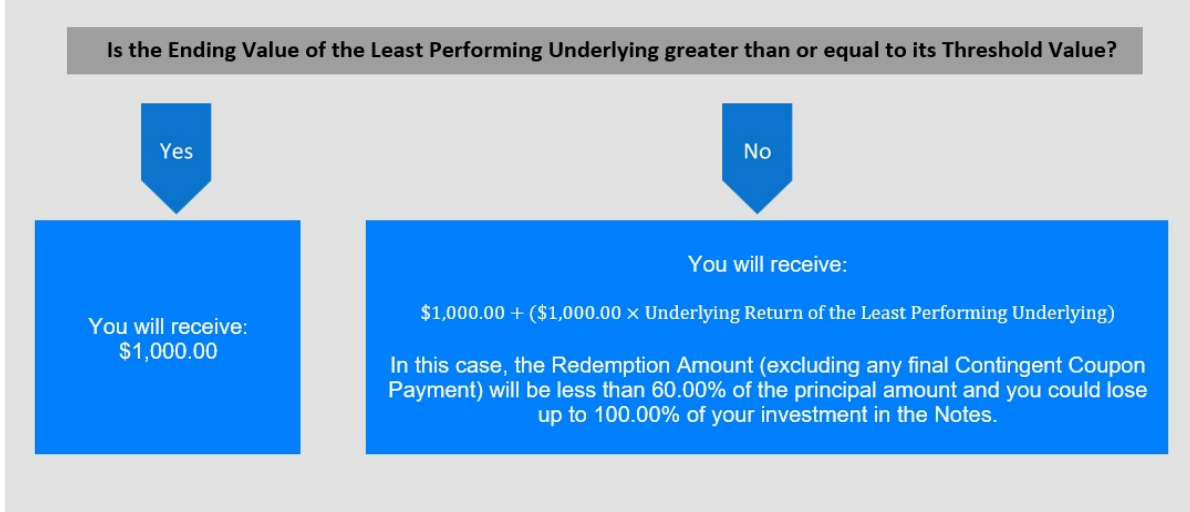 Is the Ending Value of the Least Performing Underlying greater than or equal to its Threshold Value?
Yes
No
You will receive:
$1,000.00
You will receive:
$1,000.00 + ($1,000.00 × Underlying Return of the Least Performing Underlying)
In this case, the Redemption Amount (excluding any final Contingent Coupon
Payment) will be less than 60.00% of the principal amount and you could lose
up to 100.00% of your investment in the Notes.